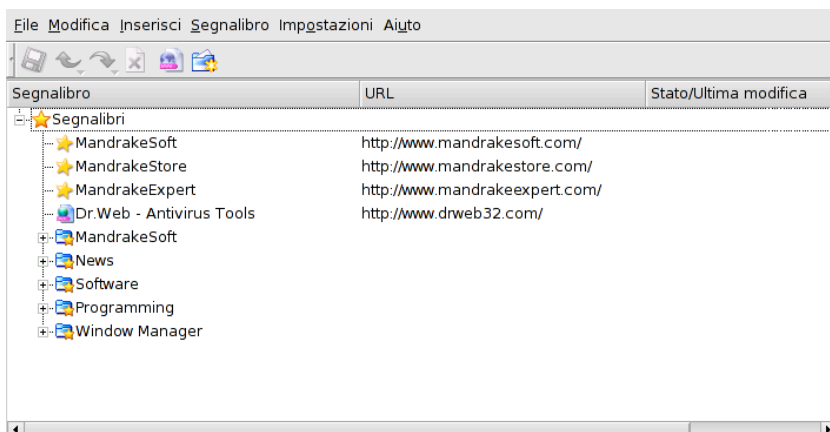 File Modifica Inserisci Segnalibro Impostazioni Aiuto
Segnalibro URL Stato/Ultima modifica
Segnalibri
MandrakeSoft http://www.mandrakesoft.com/
MandrakeStore http://www.mandrakestore.com/
MandrakeExpert http://www.mandrakeexpert.com/
Dr.Web - Antivirus Tools http://www.drweb32.com/
MandrakeSoft
News
Software
Programming
Window Manager